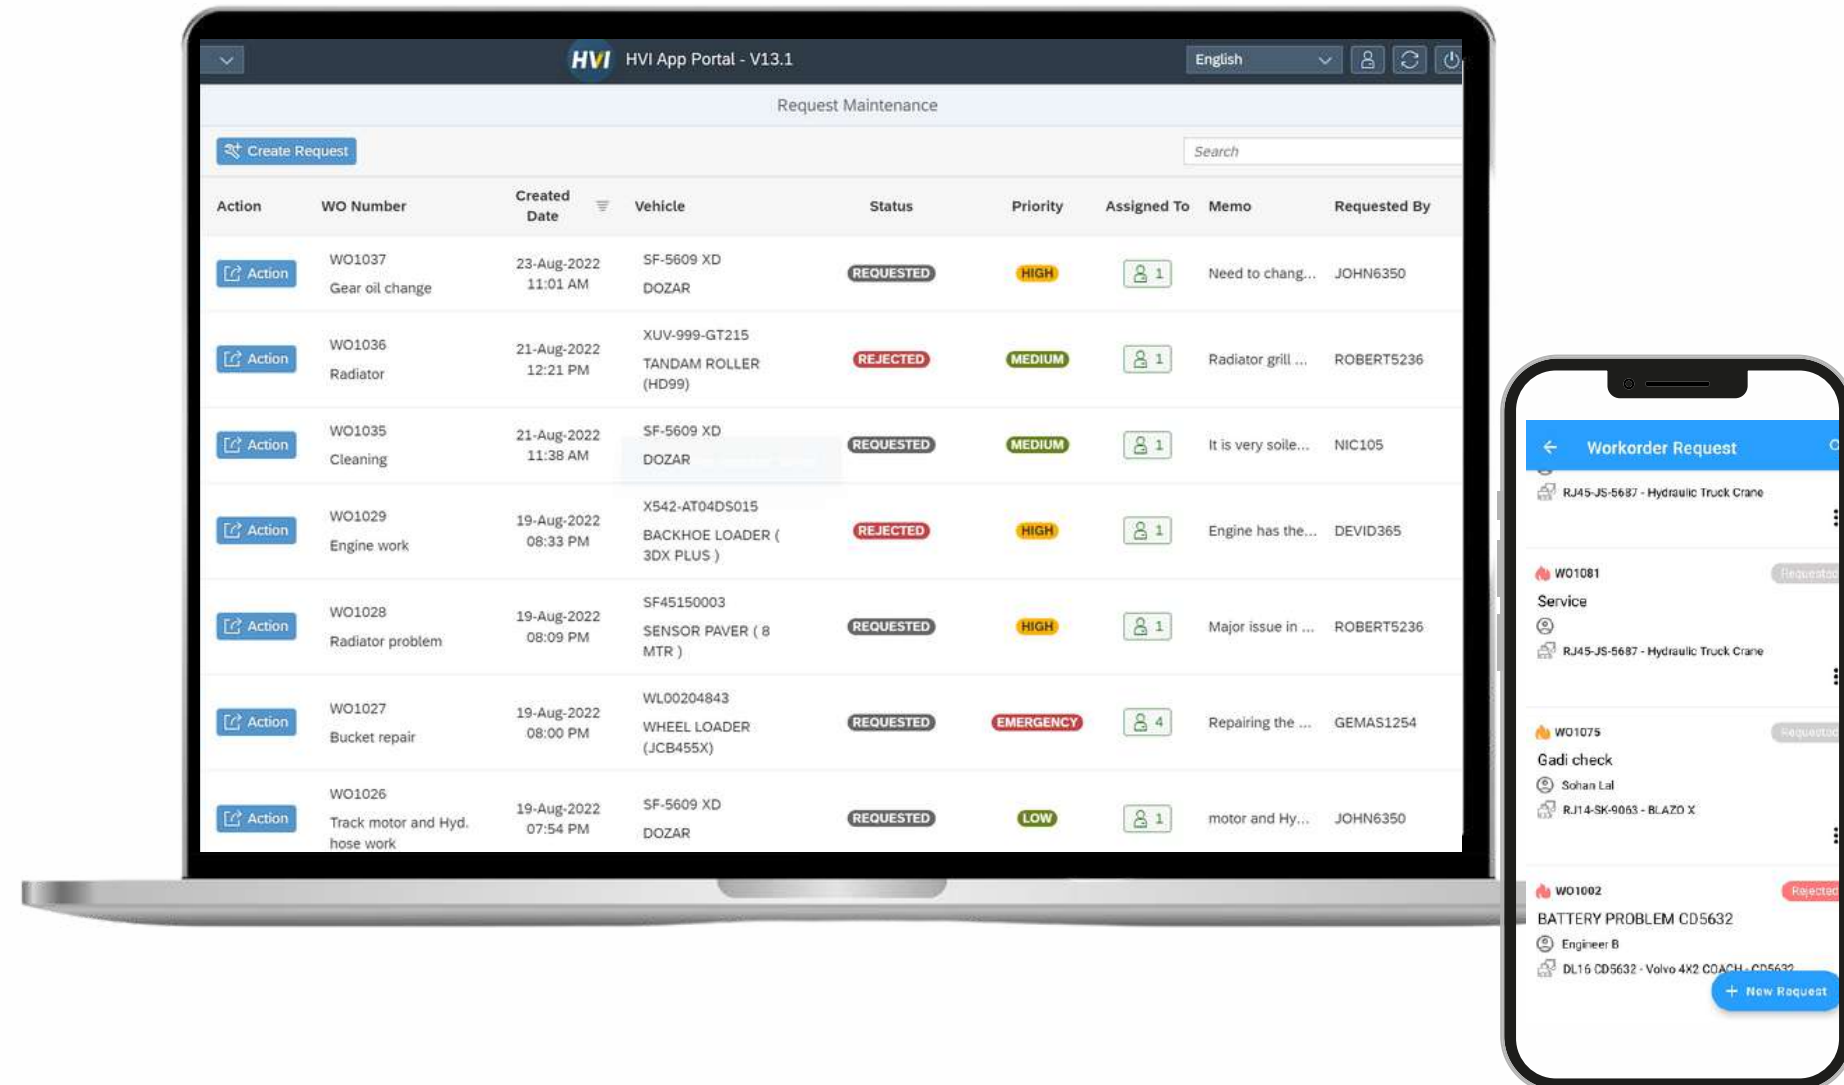 HVI HVI App Portal - V13.1 English
Request Maintenance
Create Request Search
Action WO Number Created Date Vehicle Status Priority Assigned To Memo Requested By
Action
WO1037
Gear oil change
23-Aug-2022
11:01 AM
SF-5609 XD
DOZAR
REQUESTED
HIGH
1
Need to chang...
JOHN6350
Action
WO1036
Radiator
21-Aug-2022
12:21 PM
XUV-999-GT215
TANDAM ROLLER
(HD99)
REJECTED
MEDIUM
1
Radiator grill ...
ROBERT5236
Action
WO1035
Cleaning
21-Aug-2022
11:38 AM
SF-5609 XD
DOZAR
REQUESTED
MEDIUM
1
It is very soile...
NIC105
Action
WO1029
Engine work
19-Aug-2022
08:33 PM
X542-AT04DS015
BACKHOE LOADER (
3DX PLUS )
REJECTED
HIGH
1
Engine has the...
DEVID365
Action
WO1028
Radiator problem
19-Aug-2022
08:09 PM
SF45150003
SENSOR PAVER ( 8
MTR )
REQUESTED
HIGH
1
Major issue in ...
ROBERT5236
Action
WO1027
Bucket repair
19-Aug-2022
08:00 PM
WL00204843
WHEEL LOADER
(JCB455X)
REQUESTED
EMERGENCY
4
Repairing the ...
GEMAS1254
Action
WO1026
Track motor and Hyd.
hose work
19-Aug-2022
07:54 PM
SF-5609 XD
DOZAR
REQUESTED
LOW
1
motor and Hy...
JOHN6350
Workorder Request
RJ45-JS-5687 - Hydraulic Truck Crane
WO1081 Requested
Service
RJ45-JS-5687 - Hydraulic Truck Crane
WO1075 Requested
Gadi check
Sohan Lal
RJ14-SK-9063 - BLAZO X
WO1002 Rejected
BATTERY PROBLEM CD5632
Engineer B
DL16 CD5632 - Volvo 4X2 COACH - CD5632
+ New Request